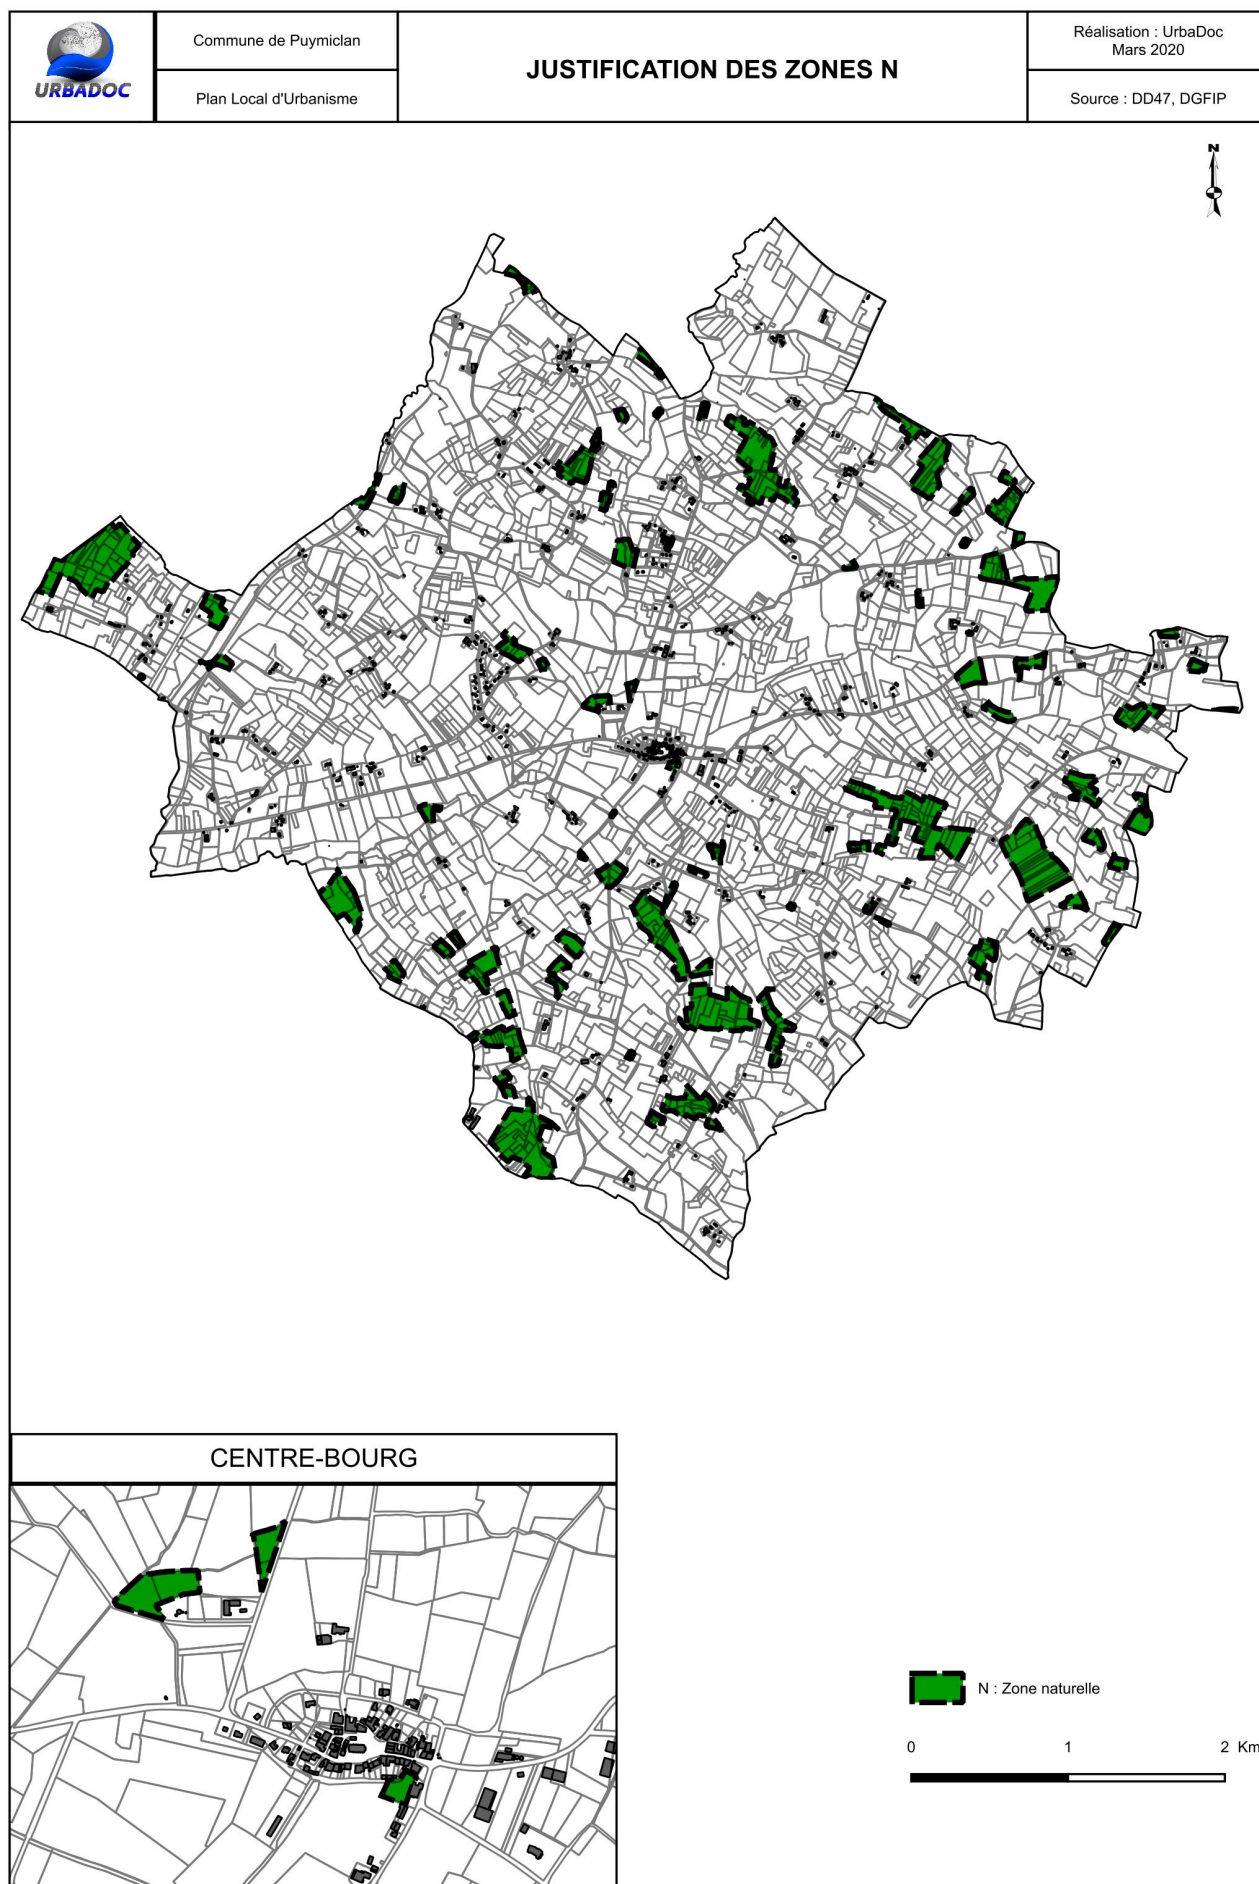 URBADOC
Commune de Puymiclan
Plan Local d'Urbanisme
JUSTIFICATION DES ZONES N
Réalisation : UrbaDoc
Mars 2020
Source : DD47, DGFIP
N
CENTRE-BOURG
N : Zone naturelle
0 1 2 Km